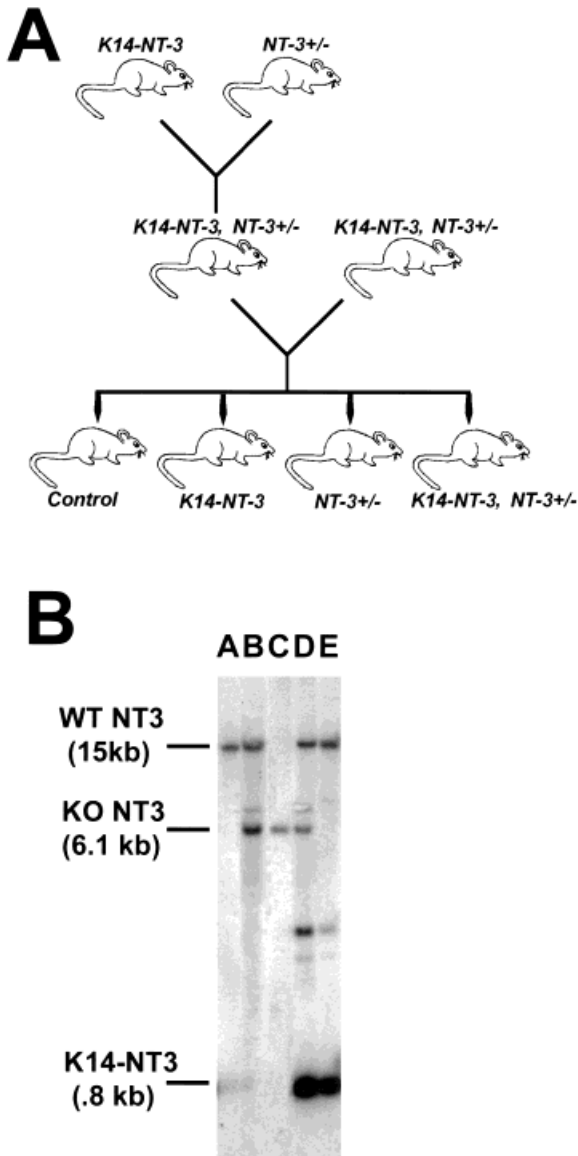 A
K14-NT-3 NT-3+/-
K14-NT-3, NT-3+/- K14-NT-3, NT-3+/-
Control K14-NT-3 NT-3+/- K14-NT-3, NT-3+/-
B
ABCDE
WT NT3
(15kb)
KO NT3
(6.1 kb)
K14-NT3
(.8 kb)